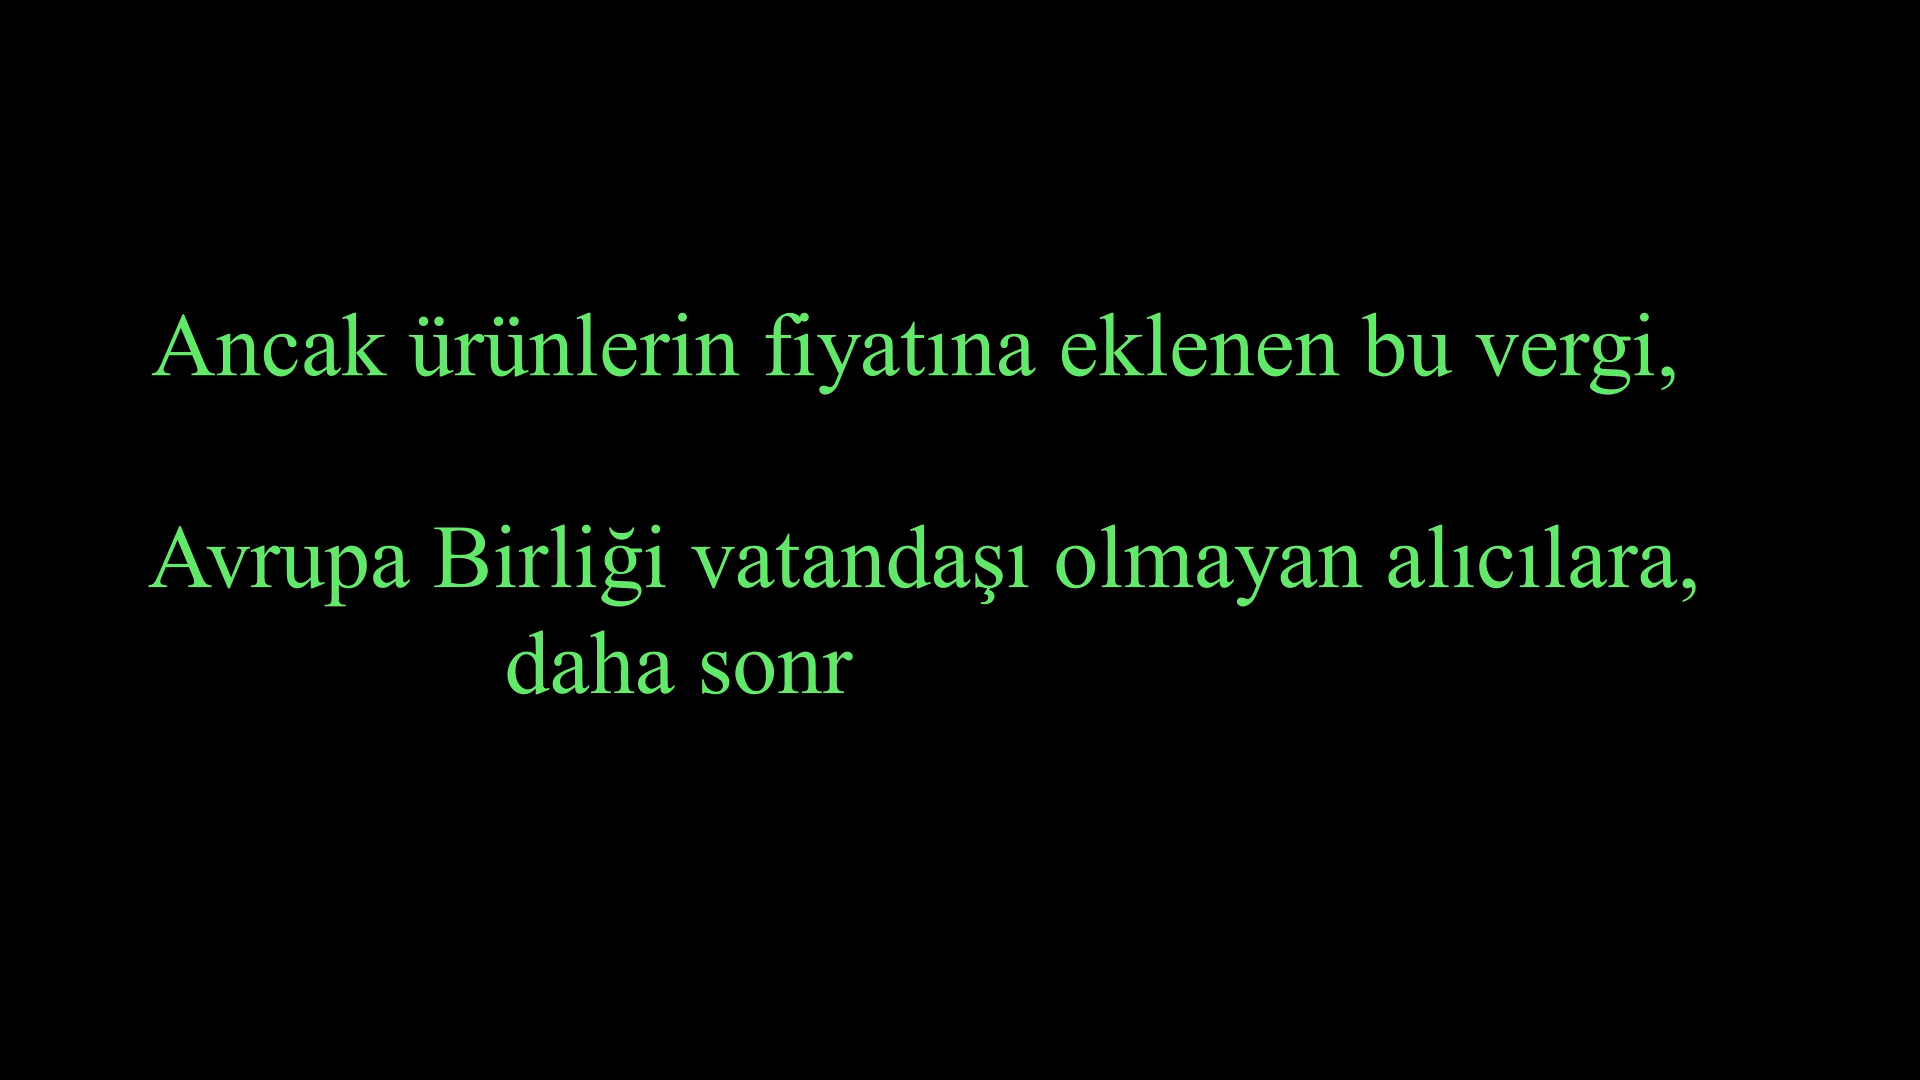 Ancak ürünlerin fiyatına eklenen bu vergi,
Avrupa Birliği vatandaşı olmayan alıcılara,
daha sonr